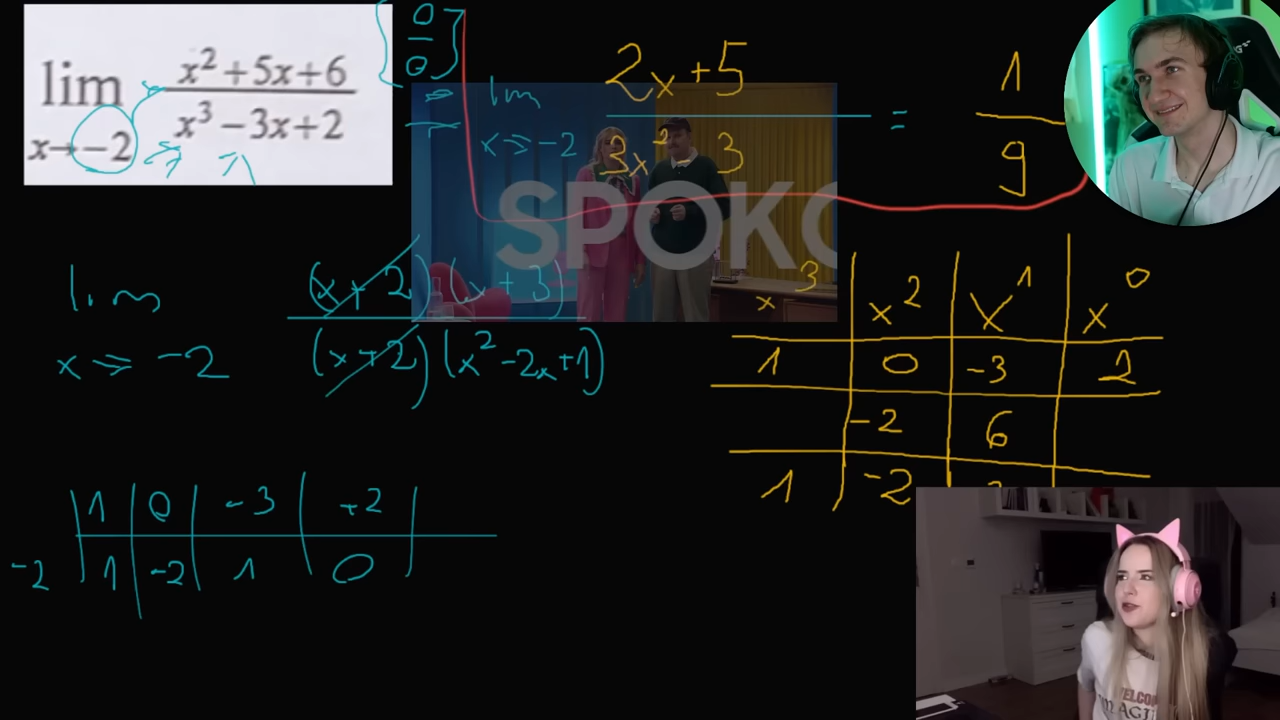 lim x→-2 x²+5x+6 / x³-3x+2
[0/0]
= lim x→-2 2x+5 / 3x²-3 = 1/9
SPOKO
lim x→-2 (x+2)(x+3) / (x+2)(x²-2x+1)
x³ x² x¹ x⁰
1 0 -3 2
-2 6
1 -2
1 0 -3 +2
-2 1 -2 1 0